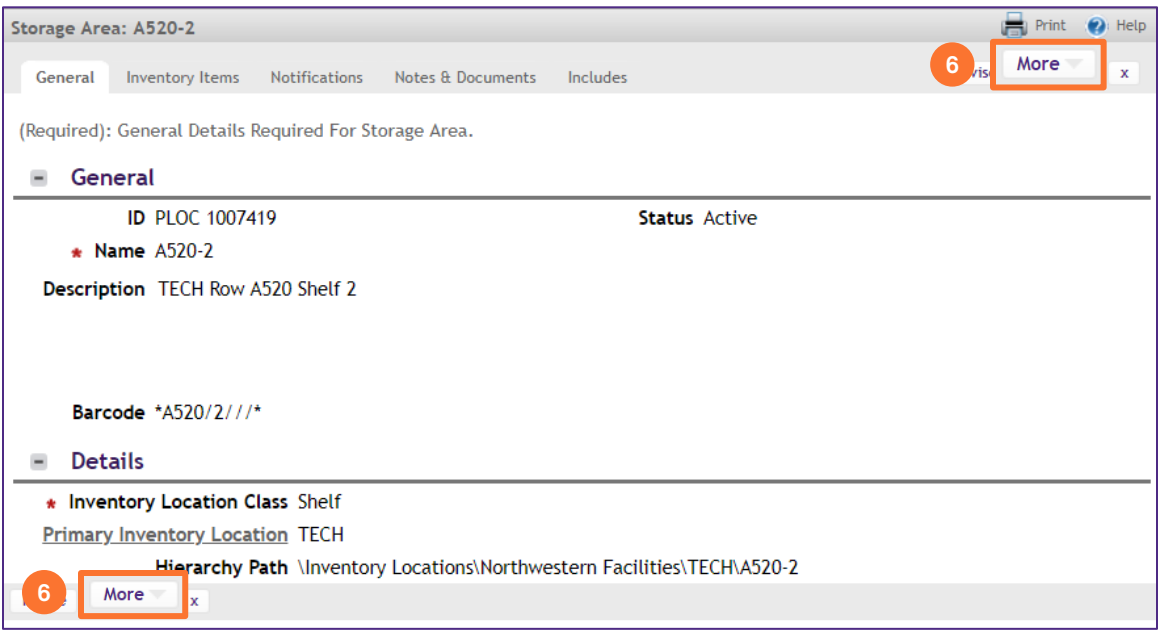 Storage Area: A520-2 Print Help
General Inventory Items Notifications Notes & Documents Includes 6 More x
(Required): General Details Required For Storage Area.
General
ID PLOC 1007419 Status Active
* Name A520-2
Description TECH Row A520 Shelf 2
Barcode *A520/2///*
Details
* Inventory Location Class Shelf
Primary Inventory Location TECH
Hierarchy Path \Inventory Locations\Northwestern Facilities\TECH\A520-2
6 More x